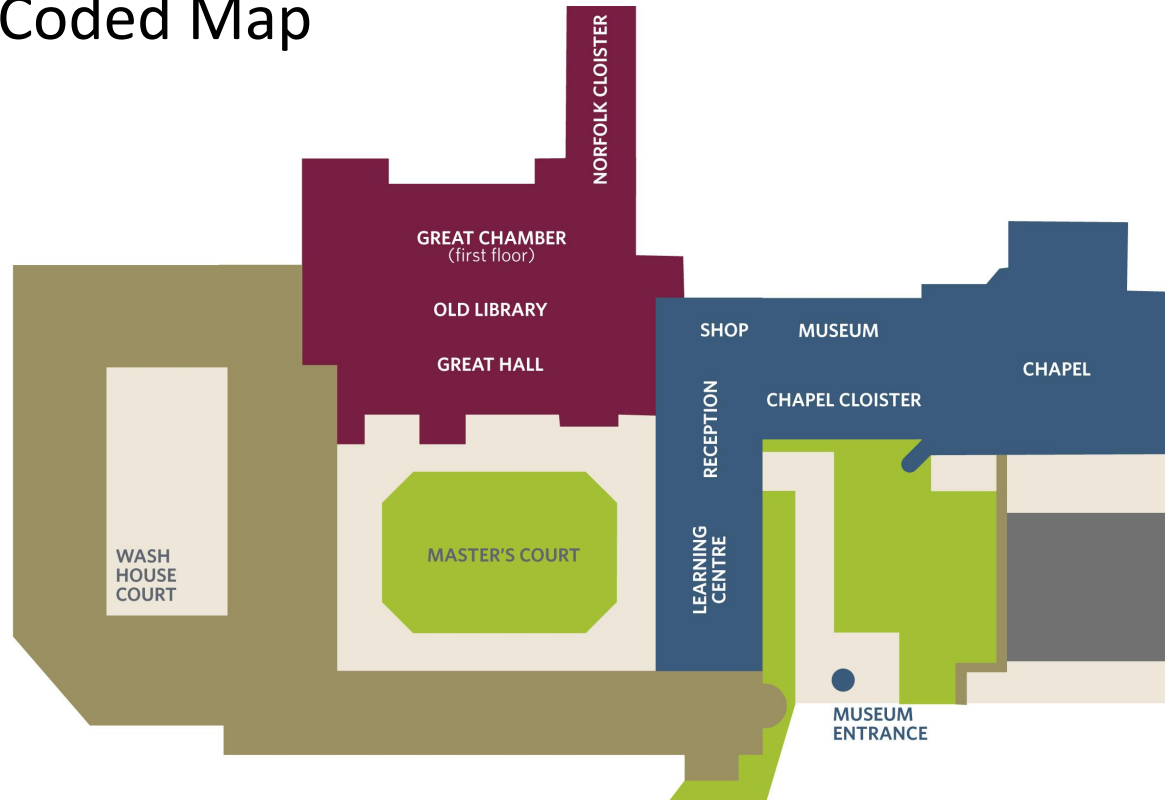 Coded Map
NORFOLK CLOISTER
GREAT CHAMBER
(first floor)
OLD LIBRARY
GREAT HALL
SHOP
MUSEUM
CHAPEL
CHAPEL CLOISTER
RECEPTION
LEARNING
CENTRE
MASTER'S COURT
WASH
HOUSE
COURT
MUSEUM
ENTRANCE